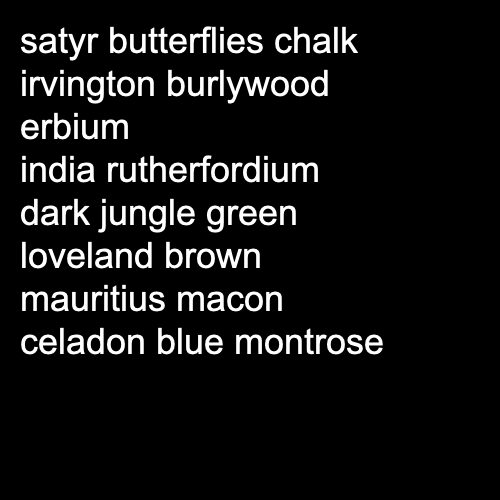 satyr butterflies chalk
irvington burlywood
erbium
india rutherfordium
dark jungle green
loveland brown
mauritius macon
celadon blue montrose